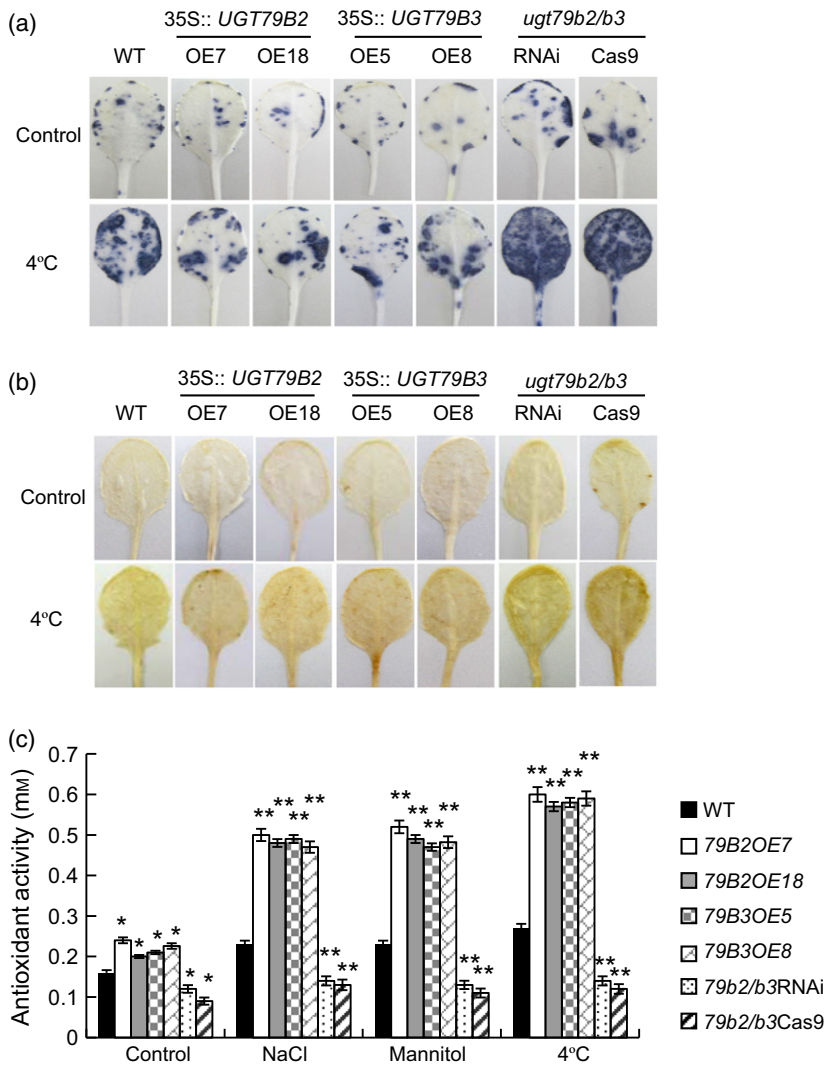 (a)
35S:: UGT79B2 35S:: UGT79B3 ugt79b2/b3
WT OE7 OE18 OE5 OE8 RNAi Cas9
Control
4°C
(b)
35S:: UGT79B2 35S:: UGT79B3 ugt79b2/b3
WT OE7 OE18 OE5 OE8 RNAi Cas9
Control
4°C
(c)
Antioxidant activity (mM)
0.7
0.6
0.5
0.4
0.3
0.2
0.1
0
* * * * * *
** ** ** ** ** **
** ** ** ** ** **
** ** ** ** ** **
Control NaCl Mannitol 4°C
WT
79B2OE7
79B2OE18
79B3OE5
79B3OE8
79b2/b3RNAi
79b2/b3Cas9